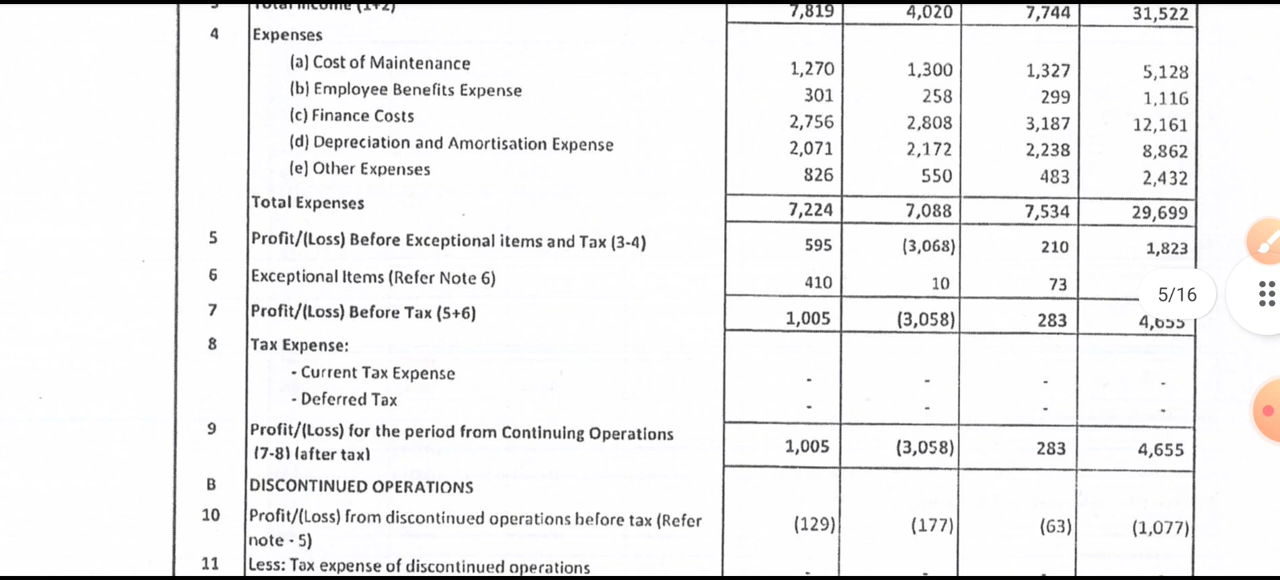 3 Total Income (1+2) 7,819 4,020 7,744 31,522
4 Expenses
(a) Cost of Maintenance 1,270 1,300 1,327 5,128
(b) Employee Benefits Expense 301 258 299 1,116
(c) Finance Costs 2,756 2,808 3,187 12,161
(d) Depreciation and Amortisation Expense 2,071 2,172 2,238 8,862
(e) Other Expenses 826 550 483 2,432
Total Expenses 7,224 7,088 7,534 29,699
5 Profit/(Loss) Before Exceptional items and Tax (3-4) 595 (3,068) 210 1,823
6 Exceptional Items (Refer Note 6) 410 10 73
5/16
7 Profit/(Loss) Before Tax (5+6) 1,005 (3,058) 283 4,655
8 Tax Expense:
- Current Tax Expense - - - -
- Deferred Tax - - - -
9 Profit/(Loss) for the period from Continuing Operations
(7-8) (after tax) 1,005 (3,058) 283 4,655
B DISCONTINUED OPERATIONS
10 Profit/(Loss) from discontinued operations before tax (Refer
note - 5) (129) (177) (63) (1,077)
11 Less: Tax expense of discontinued operations - - - -